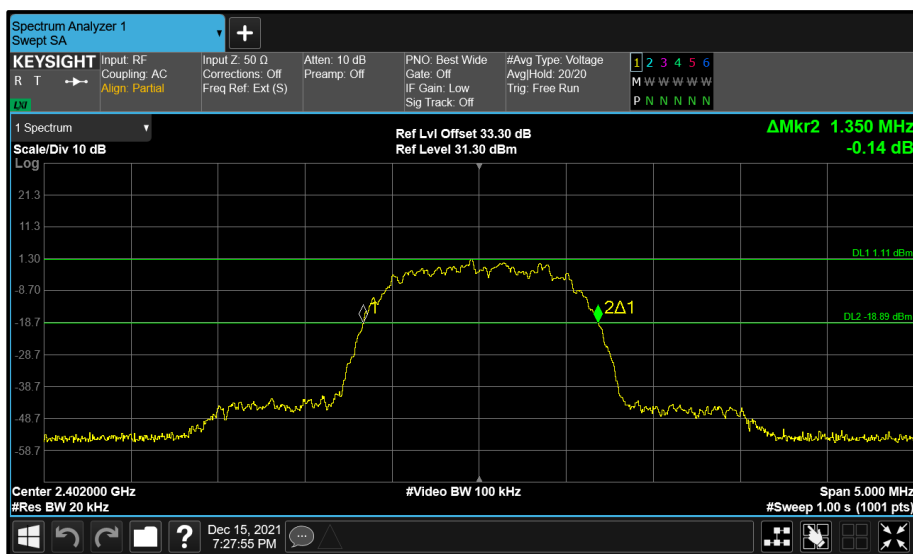 Spectrum Analyzer 1
Swept SA
+
KEYSIGHT
R T
LXI
Input: RF
Coupling: AC
Align: Partial
Input Z: 50 Ω
Corrections: Off
Freq Ref: Ext (S)
Atten: 10 dB
Preamp: Off
PNO: Best Wide
Gate: Off
IF Gain: Low
Sig Track: Off
#Avg Type: Voltage
Avg|Hold: 20/20
Trig: Free Run
1 2 3 4 5 6
M W W W W W
P N N N N N
1 Spectrum
Scale/Div 10 dB
Log
Ref Lvl Offset 33.30 dB
Ref Level 31.30 dBm
ΔMkr2 1.350 MHz
-0.14 dB
21.3
11.3
1.30
DL1 1.11 dBm
-8.70
1
2Δ1
-18.7
DL2 -18.89 dBm
-28.7
-38.7
-48.7
-58.7
Center 2.402000 GHz
#Video BW 100 kHz
Span 5.000 MHz
#Res BW 20 kHz
#Sweep 1.00 s (1001 pts)
?
Dec 15, 2021
7:27:55 PM